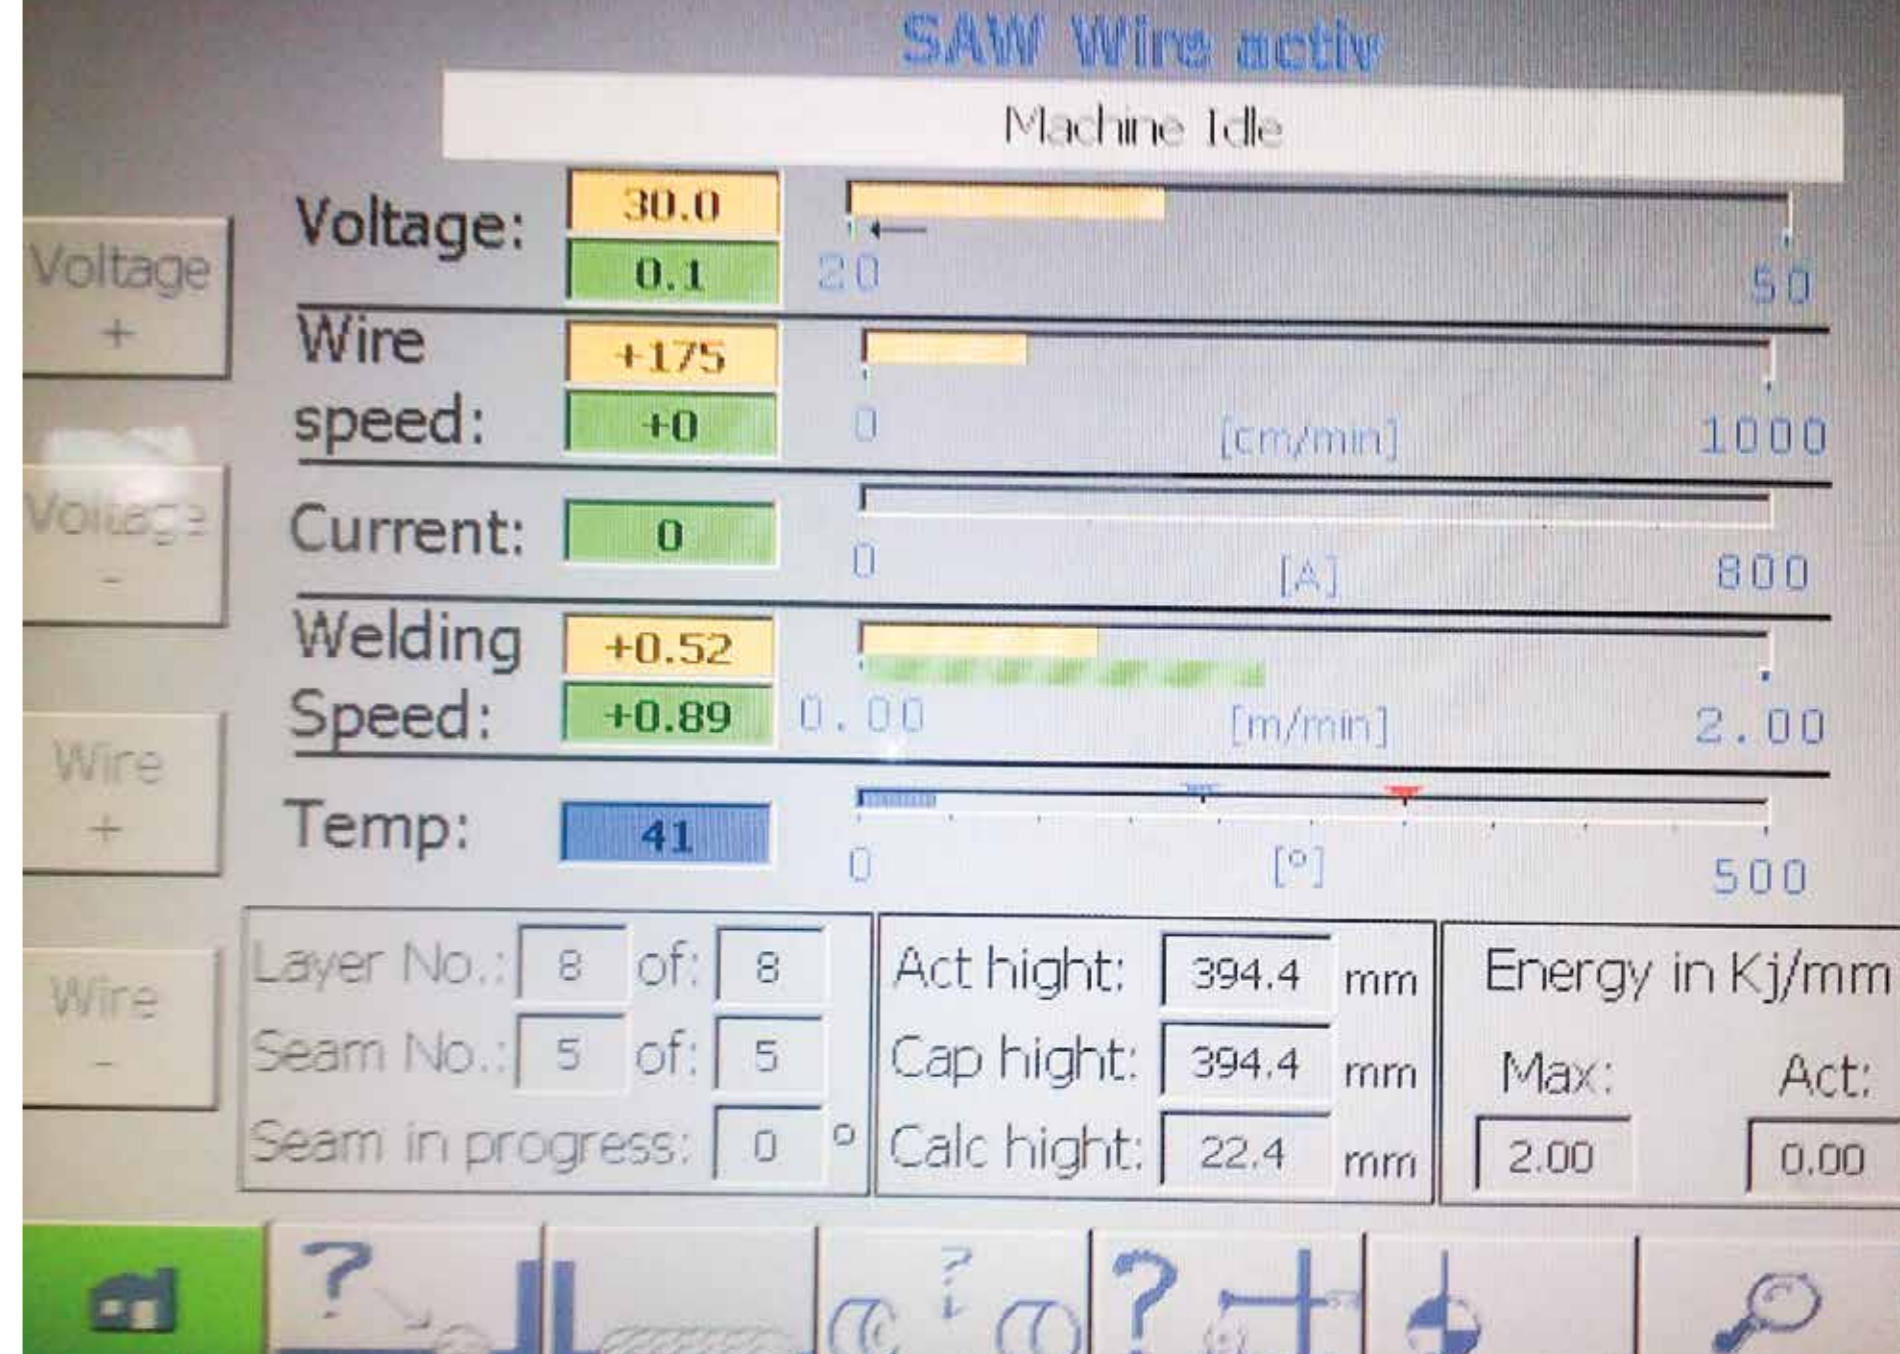 SAW Wire activ
Machine Idle
Voltage:
30.0
0.1
20
50
Voltage
+
Wire
speed:
+175
+0
0
[cm/min]
1000
Voltage
-
Current:
0
0
[A]
800
Welding
Speed:
+0.52
+0.89
0.00
[m/min]
2.00
Wire
+
Temp:
41
0
[°]
500
Wire
-
Layer No.: 8 of: 8
Seam No.: 5 of: 5
Seam in progress: 0 °
Act hight: 394.4 mm
Cap hight: 394.4 mm
Calc hight: 22.4 mm
Energy in Kj/mm
Max: Act:
2.00 0.00
? ? ?